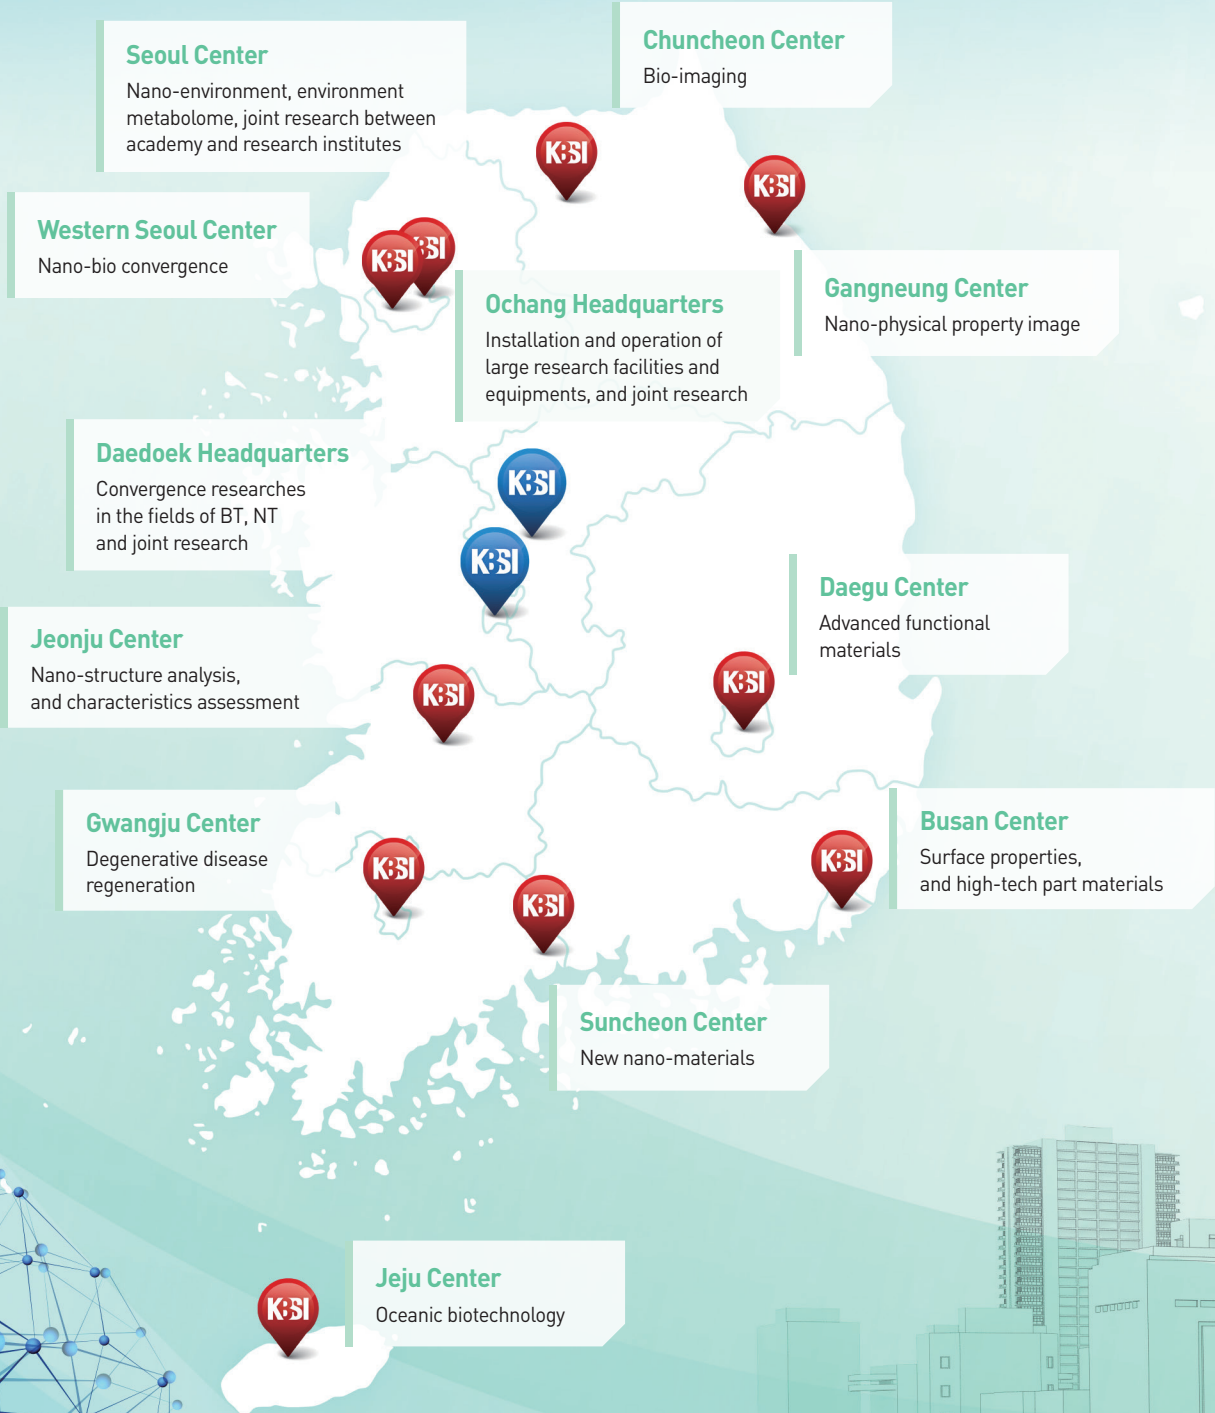 Seoul Center
Nano-environment, environment
metabolome, joint research between
academy and research institutes
Chuncheon Center
Bio-imaging
KBSI
KBSI
Western Seoul Center
Nano-bio convergence
KBSI
KBSI
Ochang Headquarters
Installation and operation of
large research facilities and
equipments, and joint research
Gangneung Center
Nano-physical property image
Daedoek Headquarters
Convergence researches
in the fields of BT, NT
and joint research
KBSI
KBSI
Daegu Center
Advanced functional
materials
Jeonju Center
Nano-structure analysis,
and characteristics assessment
KBSI
KBSI
Gwangju Center
Degenerative disease
regeneration
KBSI
KBSI
KBSI
Busan Center
Surface properties,
and high-tech part materials
Suncheon Center
New nano-materials
Jeju Center
Oceanic biotechnology
KBSI